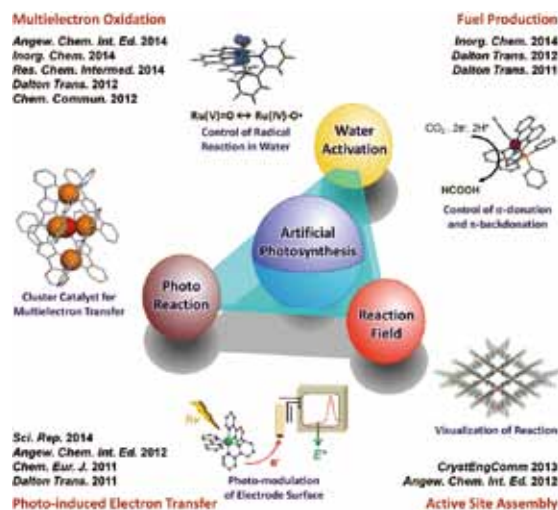 Multielectron Oxidation
Angew. Chem. Int. Ed. 2014
Inorg. Chem. 2014
Res. Chem. Intermed. 2014
Dalton Trans. 2012
Chem. Commun. 2012
Ru(V)=O ↔ Ru(IV)-O•
Control of Radical
Reaction in Water
Fuel Production
Inorg. Chem. 2014
Dalton Trans. 2012
Dalton Trans. 2011
Water
Activation
CO₂, 2e⁻, 2H⁺
HCOOH
Control of σ-donation
and π-backdonation
Artificial
Photosynthesis
Cluster Catalyst for
Multielectron Transfer
Photo
Reaction
Reaction
Field
Visualization of Reaction
hν
e⁻
Photo-modulation
of Electrode Surface
Sci. Rep. 2014
Angew. Chem. Int. Ed. 2012
Chem. Eur. J. 2011
Dalton Trans. 2011
Photo-induced Electron Transfer
CrystEngComm 2013
Angew. Chem. Int. Ed. 2012
Active Site Assembly